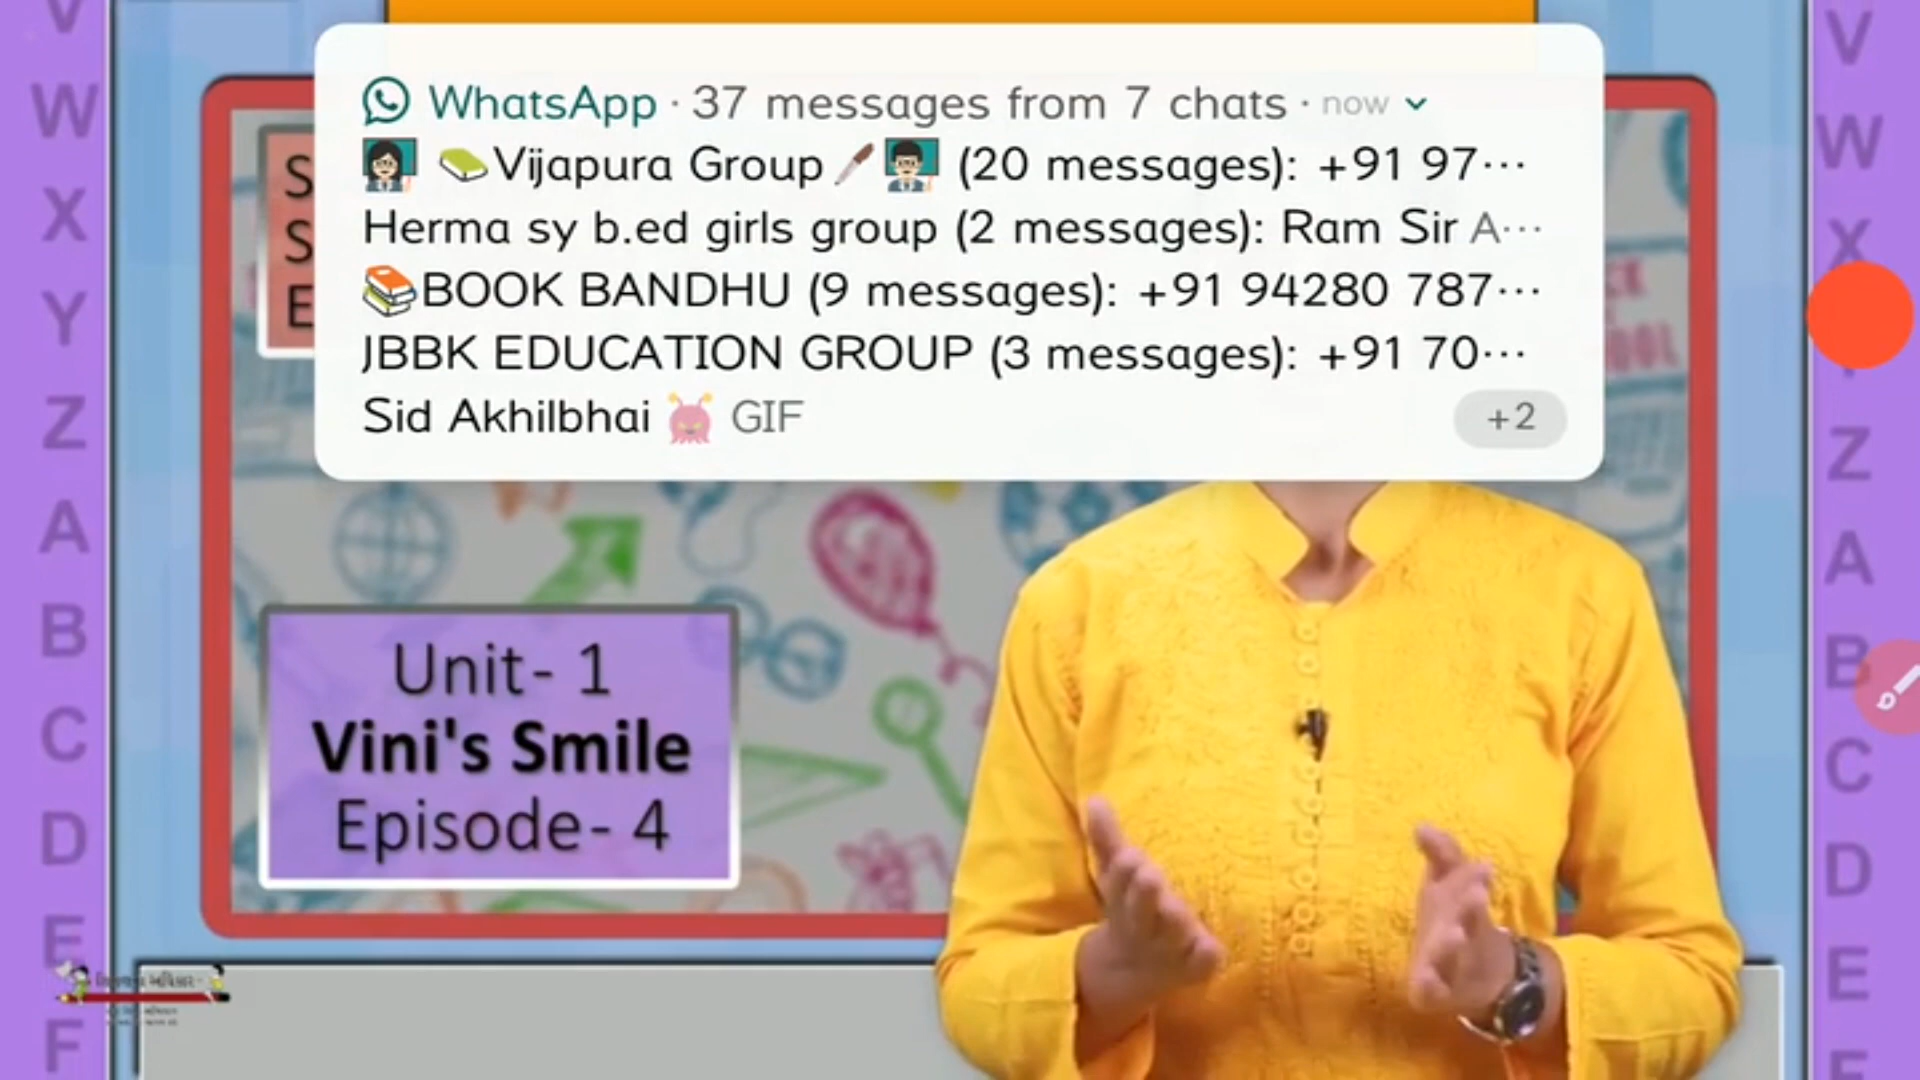 WhatsApp · 37 messages from 7 chats · now
Vijapura Group (20 messages): +91 97...
Herma sy b.ed girls group (2 messages): Ram Sir A...
BOOK BANDHU (9 messages): +91 94280 787...
JBBK EDUCATION GROUP (3 messages): +91 70...
Sid Akhilbhai GIF
+2
S
S
E
Unit- 1
Vini's Smile
Episode- 4
V
W
X
Y
Z
A
B
C
D
E
F
V
W
X
Z
A
B
C
D
E